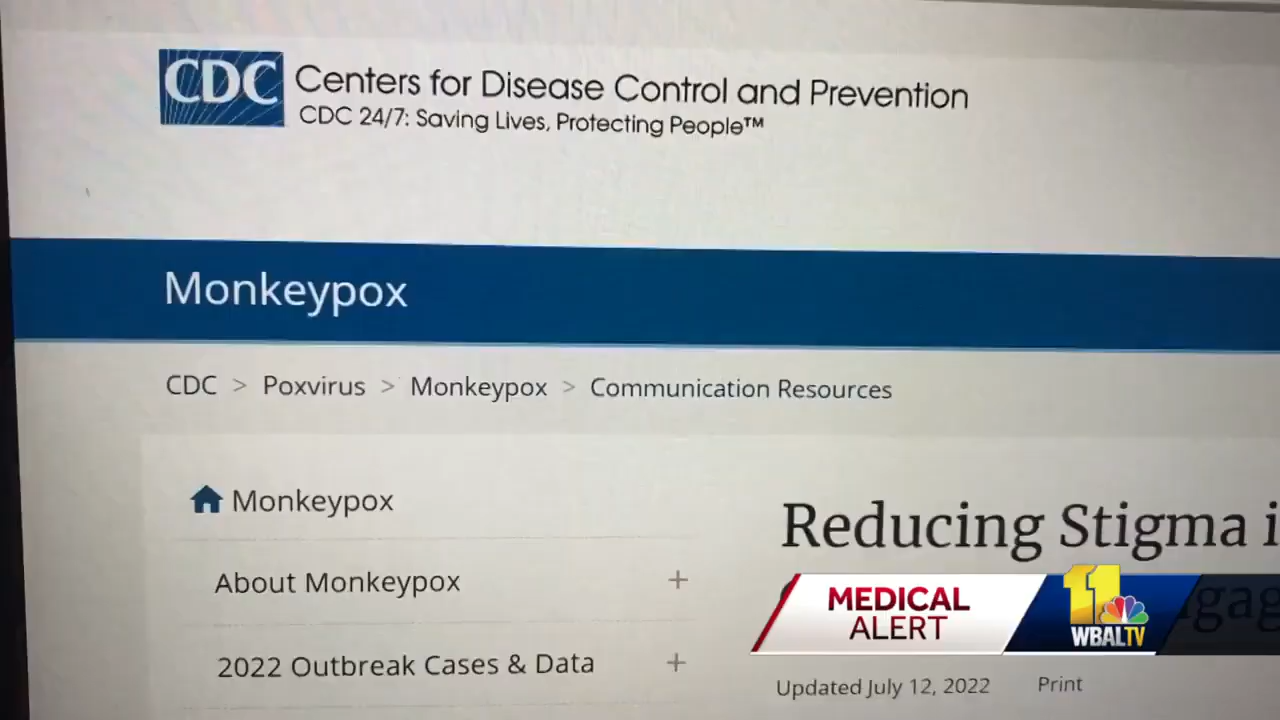 CDC Centers for Disease Control and Prevention
CDC 24/7: Saving Lives, Protecting People™
Monkeypox
CDC > Poxvirus > Monkeypox > Communication Resources
Monkeypox
About Monkeypox +
2022 Outbreak Cases & Data +
Reducing Stigma i
Updated July 12, 2022 Print
MEDICAL
ALERT
11
WBALTV